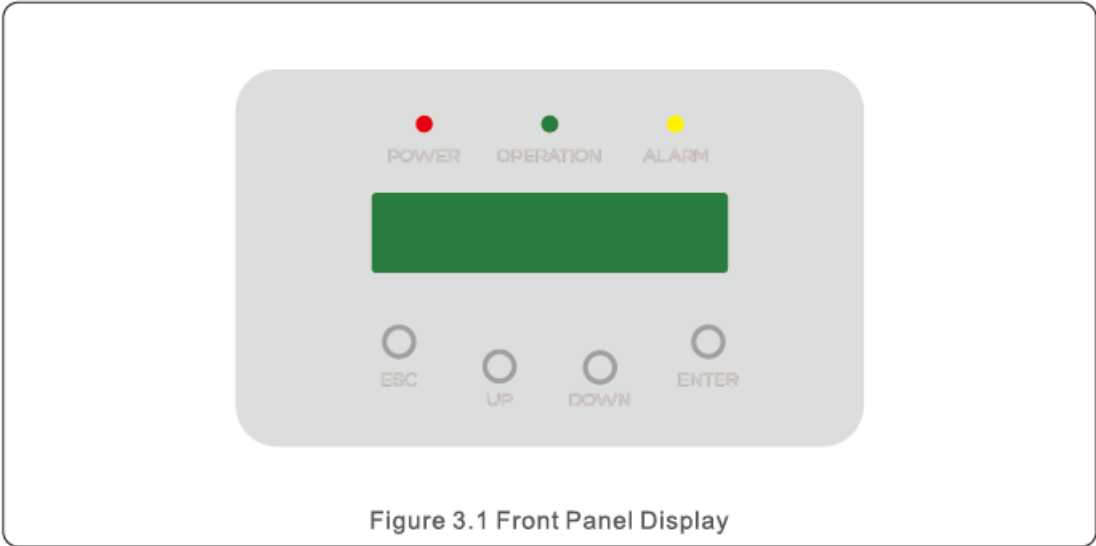 POWER OPERATION ALARM
ESC ENTER
UP DOWN
Figure 3.1 Front Panel Display